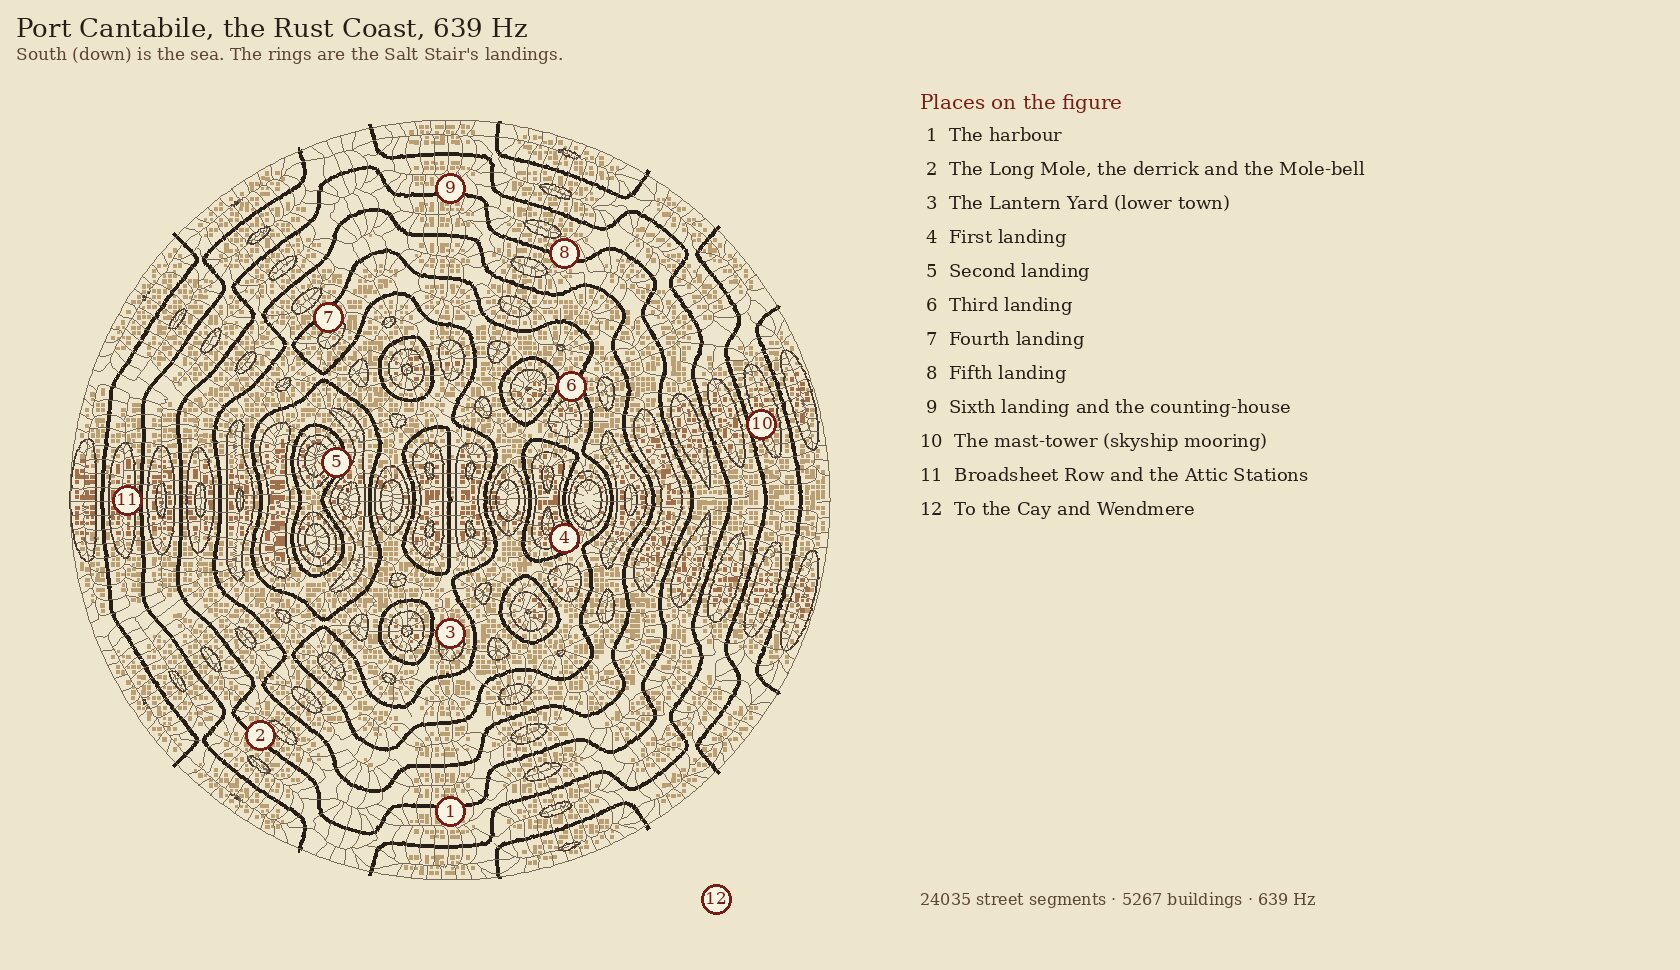 Port Cantabile, the Rust Coast, 639 Hz
South (down) is the sea. The rings are the Salt Stair's landings.
Places on the figure
1 The harbour
2 The Long Mole, the derrick and the Mole-bell
3 The Lantern Yard (lower town)
4 First landing
5 Second landing
6 Third landing
7 Fourth landing
8 Fifth landing
9 Sixth landing and the counting-house
10 The mast-tower (skyship mooring)
11 Broadsheet Row and the Attic Stations
12 To the Cay and Wendmere
9
8
7
6
10
5
11
4
3
2
1
12
24035 street segments · 5267 buildings · 639 Hz